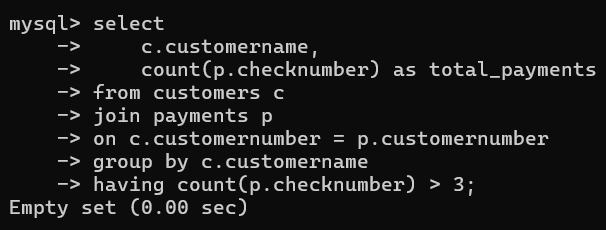 mysql> select
    ->     c.customername,
    ->     count(p.checknumber) as total_payments
    -> from customers c
    -> join payments p
    -> on c.customernumber = p.customernumber
    -> group by c.customername
    -> having count(p.checknumber) > 3;
Empty set (0.00 sec)